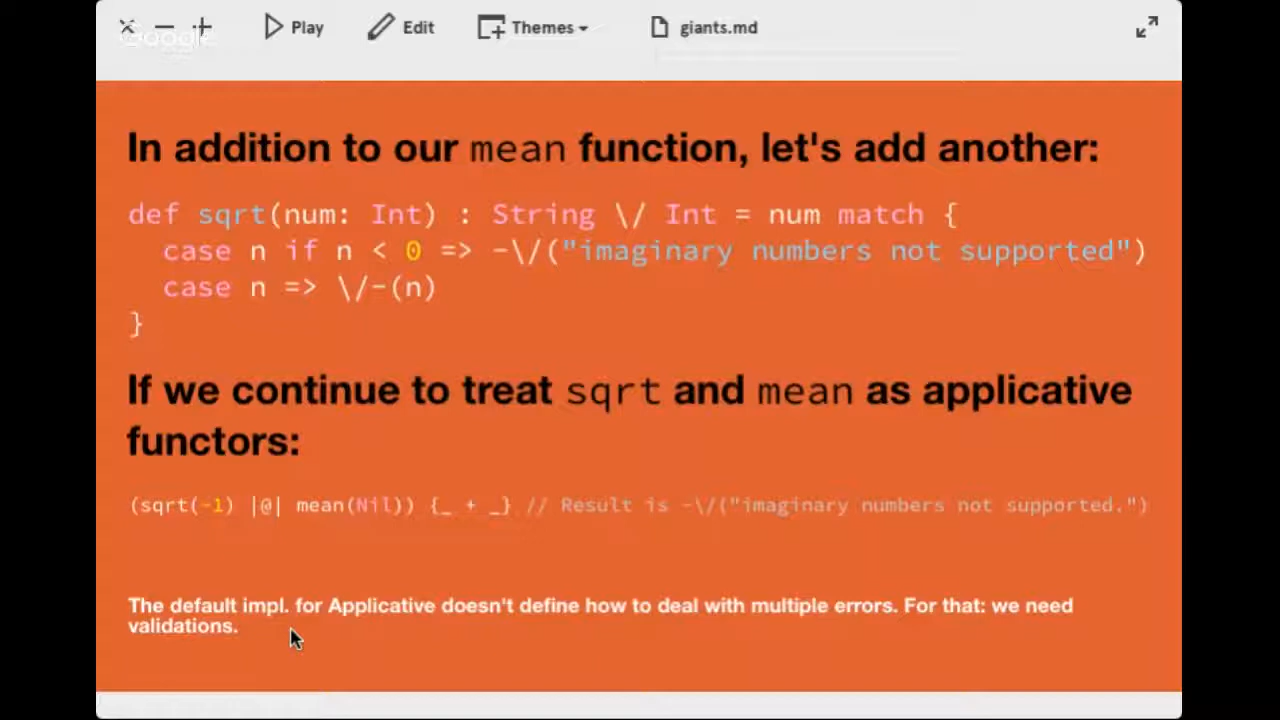 Google
Play Edit Themes giants.md
In addition to our mean function, let's add another:
def sqrt(num: Int) : String \/ Int = num match {
case n if n < 0 => -\/("imaginary numbers not supported")
case n => \/-(n)
}
If we continue to treat sqrt and mean as applicative
functors:
(sqrt(-1) |@| mean(Nil)) {_ + _} // Result is -\/("imaginary numbers not supported.")
The default impl. for Applicative doesn't define how to deal with multiple errors. For that: we need
validations.